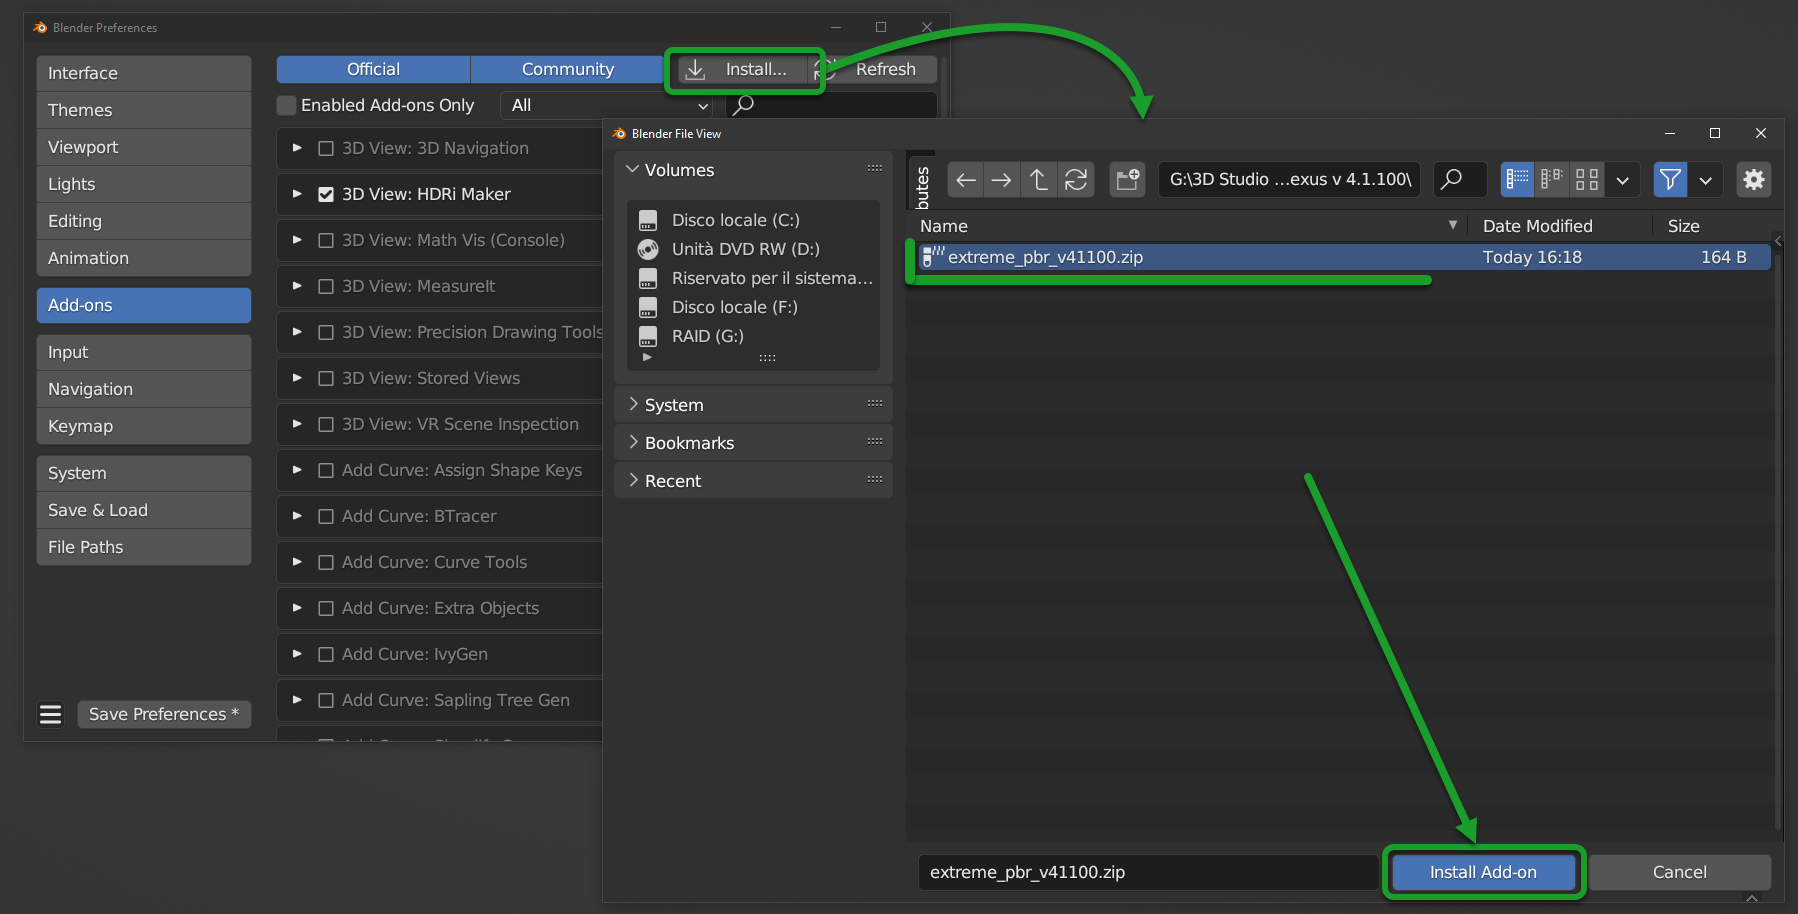 Blender Preferences
Interface
Themes
Viewport
Lights
Editing
Animation
Add-ons
Input
Navigation
Keymap
System
Save & Load
File Paths
Save Preferences *
Official Community Install... Refresh
Enabled Add-ons Only All
3D View: 3D Navigation
3D View: HDRi Maker
3D View: Math Vis (Console)
3D View: MeasureIt
3D View: Precision Drawing Tools
3D View: Stored Views
3D View: VR Scene Inspection
Add Curve: Assign Shape Keys
Add Curve: BTracer
Add Curve: Curve Tools
Add Curve: Extra Objects
Add Curve: IvyGen
Add Curve: Sapling Tree Gen
Blender File View
Volumes
Disco locale (C:)
Unità DVD RW (D:)
Riservato per il sistema...
Disco locale (F:)
RAID (G:)
System
Bookmarks
Recent
butes
G:\3D Studio ...exus v 4.1.100\
Name Date Modified Size
extreme_pbr_v41100.zip Today 16:18 164 B
extreme_pbr_v41100.zip Install Add-on Cancel